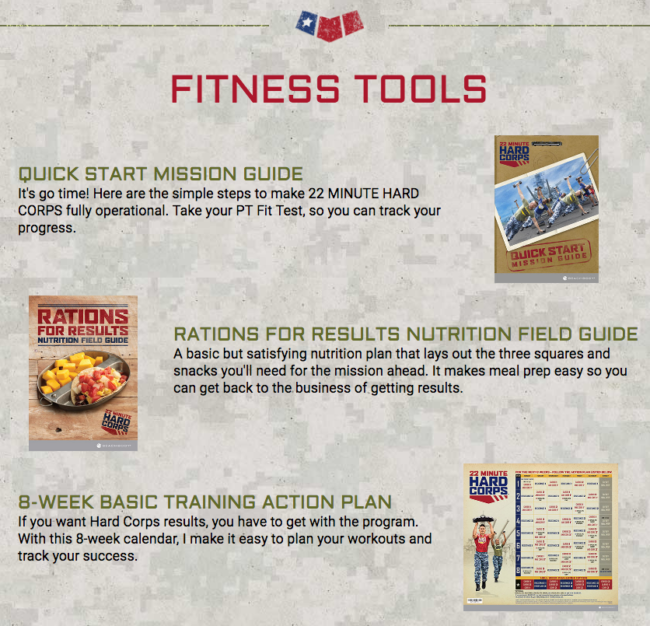 FITNESS TOOLS
QUICK START MISSION GUIDE
It's go time! Here are the simple steps to make 22 MINUTE HARD
CORPS fully operational. Take your PT Fit Test, so you can track your
progress.
22 MINUTE
HARD
CORPS
QUICK START
MISSION GUIDE
RATIONS
FOR RESULTS
NUTRITION FIELD GUIDE
22 MINUTE
HARD
CORPS
RATIONS FOR RESULTS NUTRITION FIELD GUIDE
A basic but satisfying nutrition plan that lays out the three squares and
snacks you'll need for the mission ahead. It makes meal prep easy so you
can get back to the business of getting results.
8-WEEK BASIC TRAINING ACTION PLAN
If you want Hard Corps results, you have to get with the program.
With this 8-week calendar, I make it easy to plan your workouts and
track your success.
22 MINUTE
HARD
CORPS